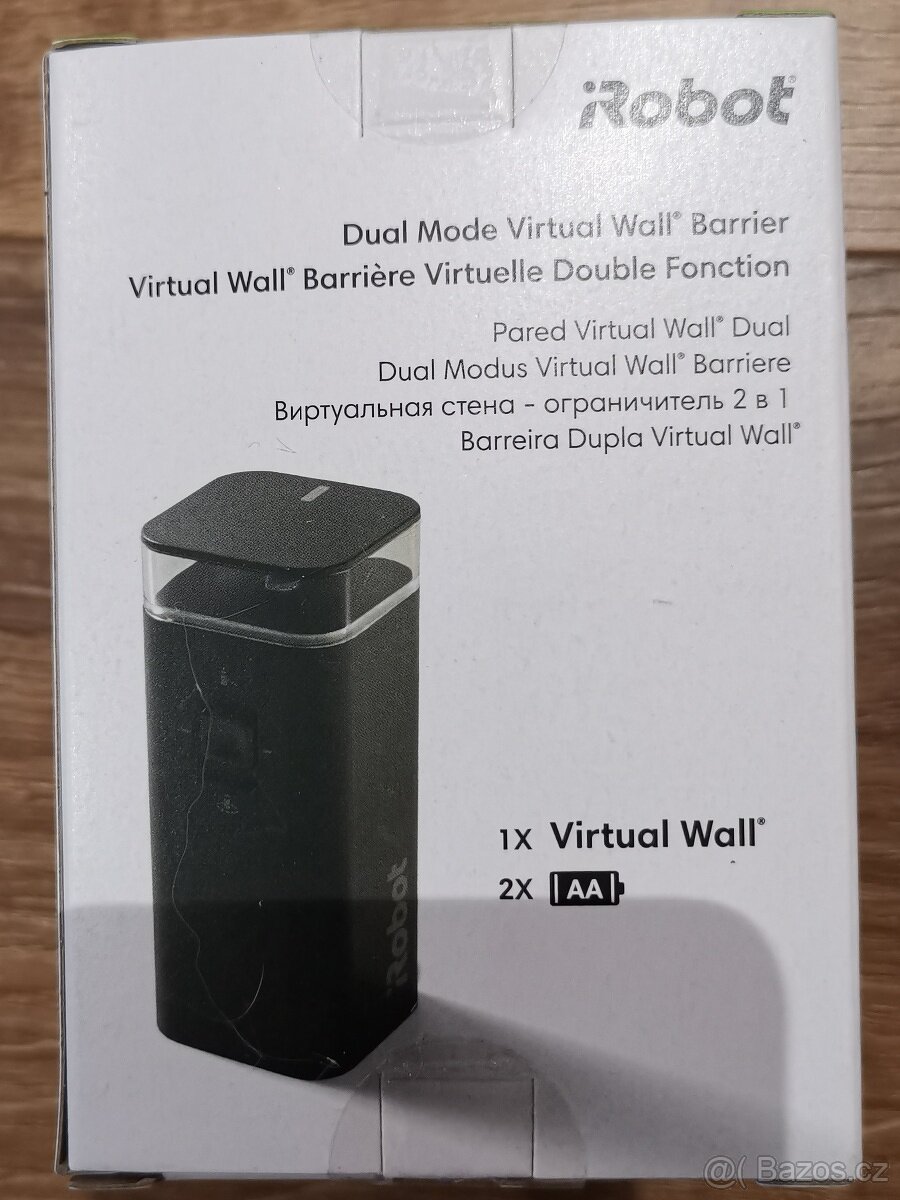 iRobot®
Dual Mode Virtual Wall® Barrier
Virtual Wall® Barrière Virtuelle Double Fonction
Pared Virtual Wall® Dual
Dual Modus Virtual Wall® Barriere
Виртуальная стена - ограничитель 2 в 1
Barreira Dupla Virtual Wall®
iRobot
1X Virtual Wall®
2X AA
@( Bazos.cz